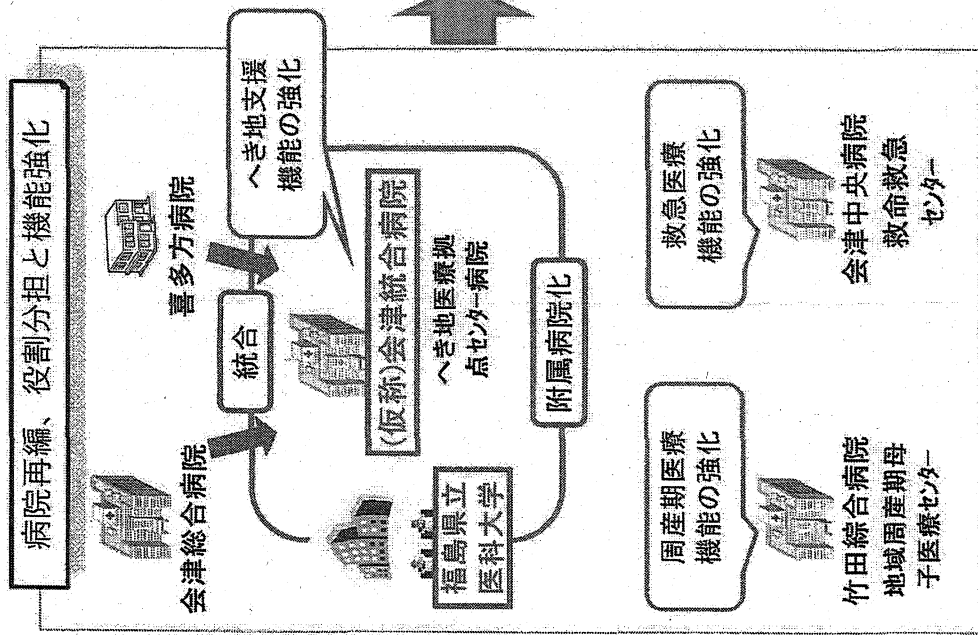 病院再編、役割分担と機能強化
会津総合病院
喜多方病院
統合
へき地支援
機能の強化
(仮称)会津統合病院
へき地医療拠
点センター病院
福島県立
医科大学
附属病院化
周産期医療
機能の強化
竹田綜合病院
地域周産期母
子医療センター
救急医療
機能の強化
会津中央病院
救命救急
センター